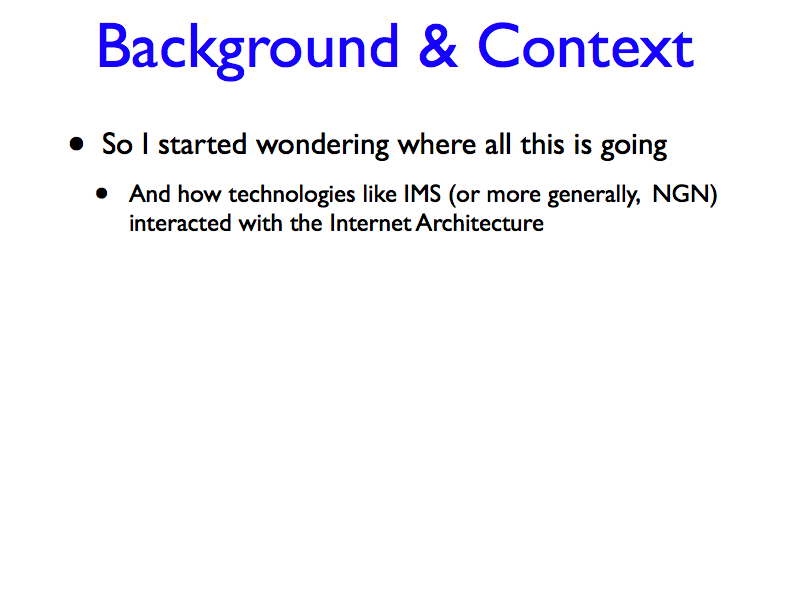 Background & Context
• So I started wondering where all this is going
• And how technologies like IMS (or more generally, NGN)
interacted with the Internet Architecture